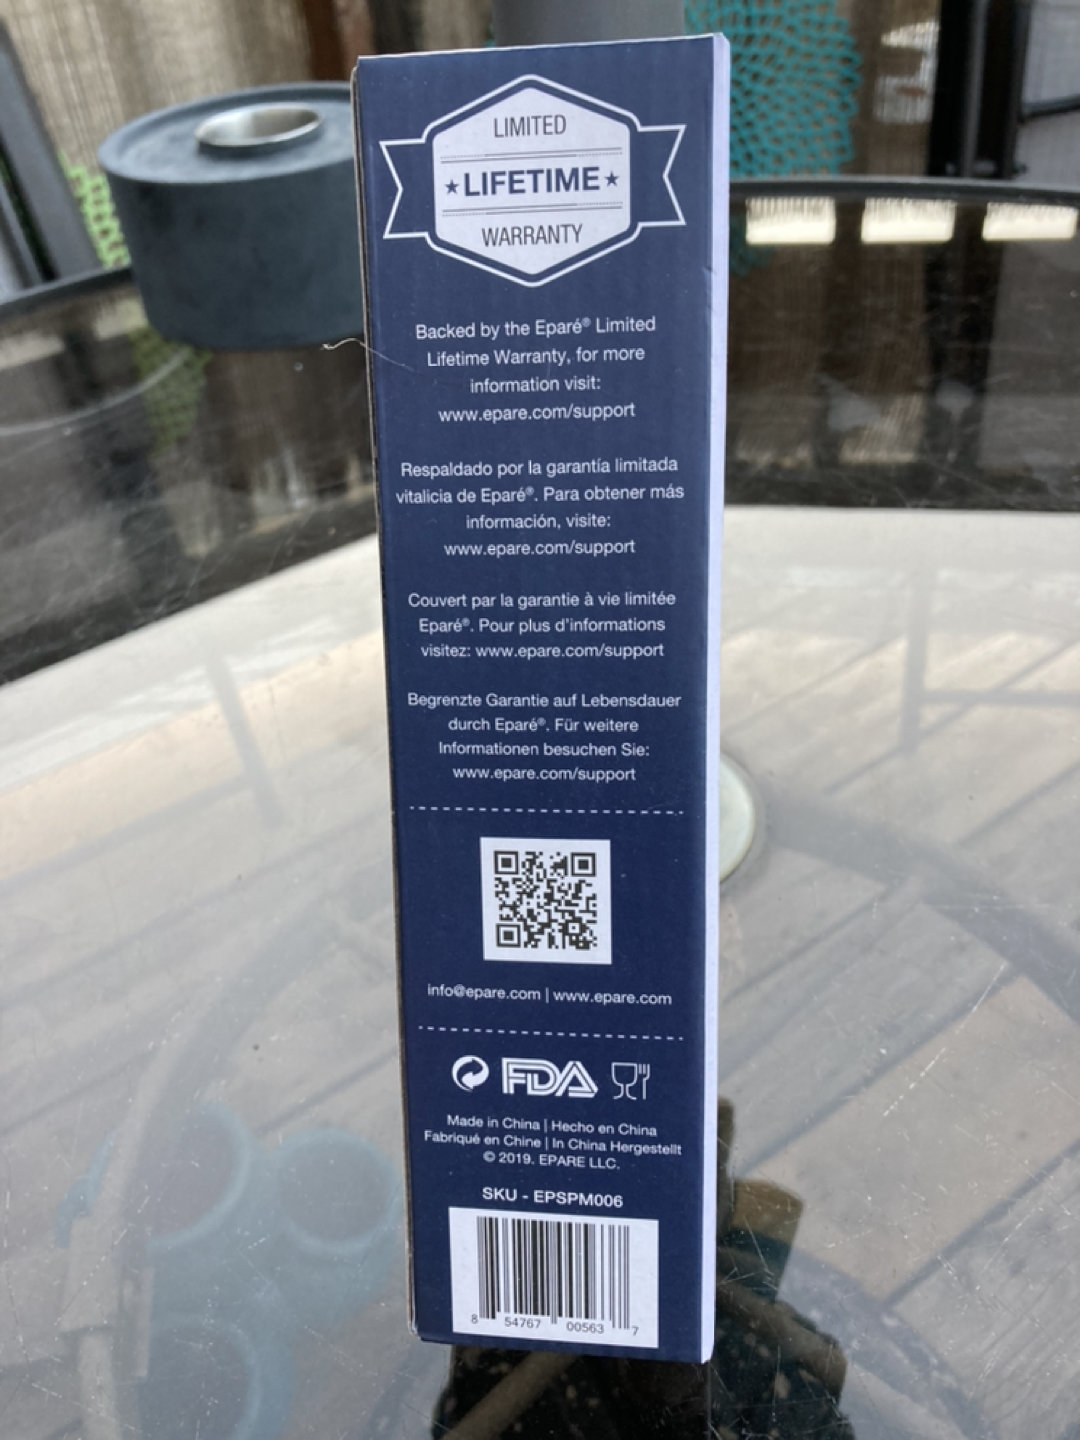 LIMITED
★LIFETIME★
WARRANTY
Backed by the Eparé® Limited
Lifetime Warranty, for more
information visit:
www.epare.com/support
Respaldado por la garantía limitada
vitalicia de Eparé®. Para obtener más
información, visite:
www.epare.com/support
Couvert par la garantie à vie limitée
Eparé®. Pour plus d'informations
visitez: www.epare.com/support
Begrenzte Garantie auf Lebensdauer
durch Eparé®. Für weitere
Informationen besuchen Sie:
www.epare.com/support
info@epare.com | www.epare.com
FDA
Made in China | Hecho en China
Fabriqué en Chine | In China Hergestellt
© 2019. EPARE LLC.
SKU - EPSPM006
8 54767 00563 7